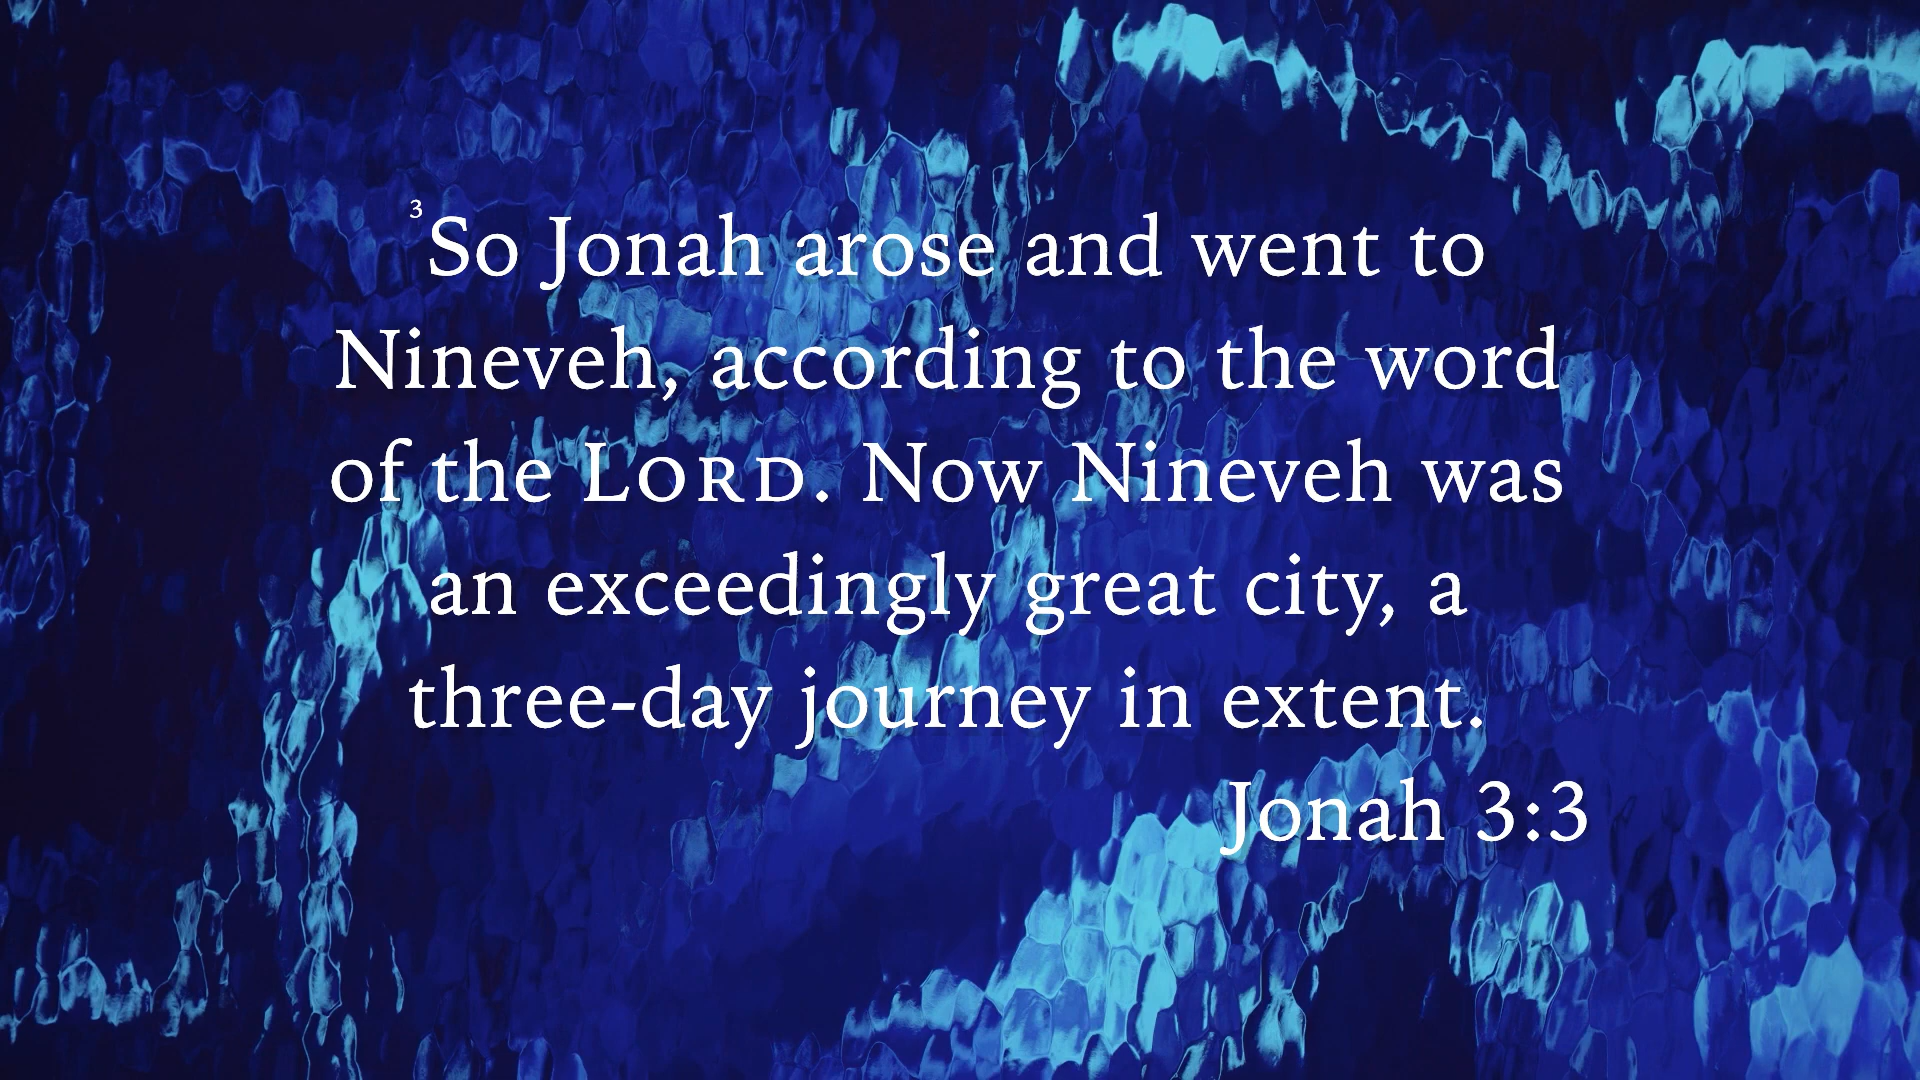 ³So Jonah arose and went to
Nineveh, according to the word
of the LORD. Now Nineveh was
an exceedingly great city, a
three-day journey in extent.
Jonah 3:3